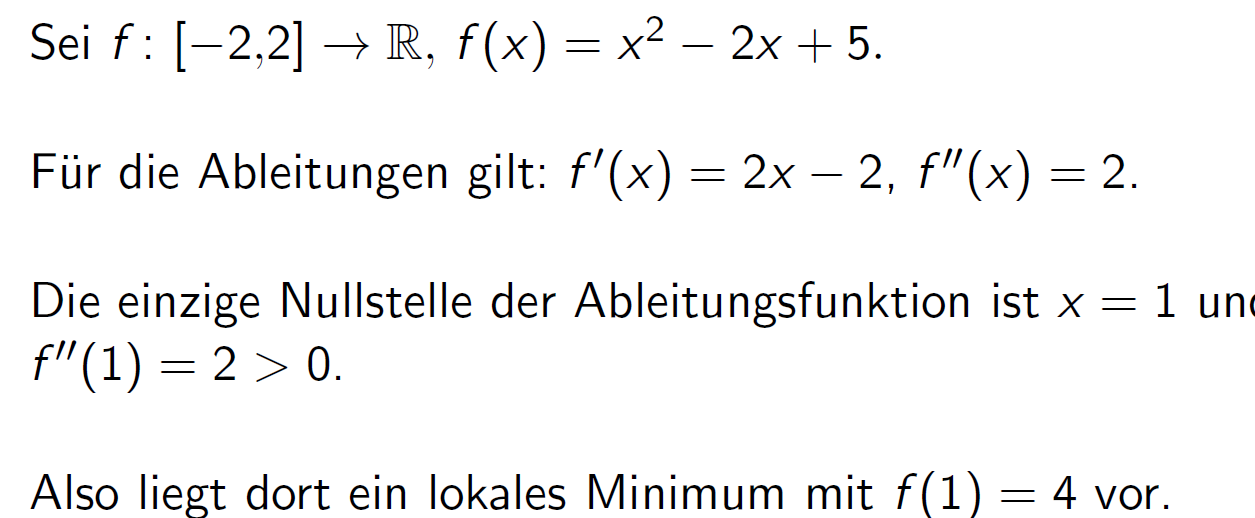 Sei f : [−2,2] → ℝ, f(x) = x² − 2x + 5.
Für die Ableitungen gilt: f′(x) = 2x − 2, f″(x) = 2.
Die einzige Nullstelle der Ableitungsfunktion ist x = 1
f″(1) = 2 > 0.
Also liegt dort ein lokales Minimum mit f(1) = 4 vor.